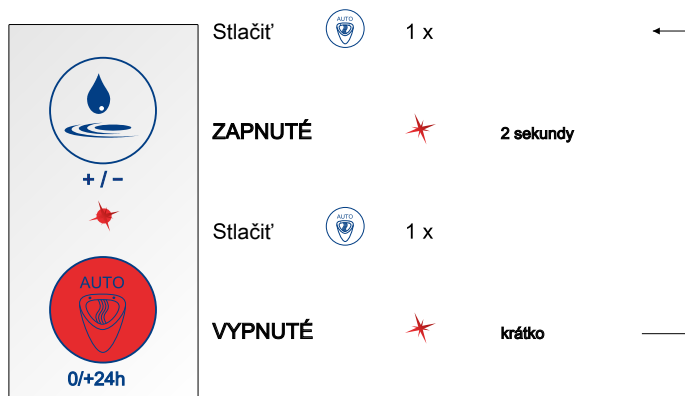 Stlačiť AUTO 1 x
ZAPNUTÉ 2 sekundy
+ / −
Stlačiť AUTO 1 x
AUTO
VYPNUTÉ krátko
0/+24h